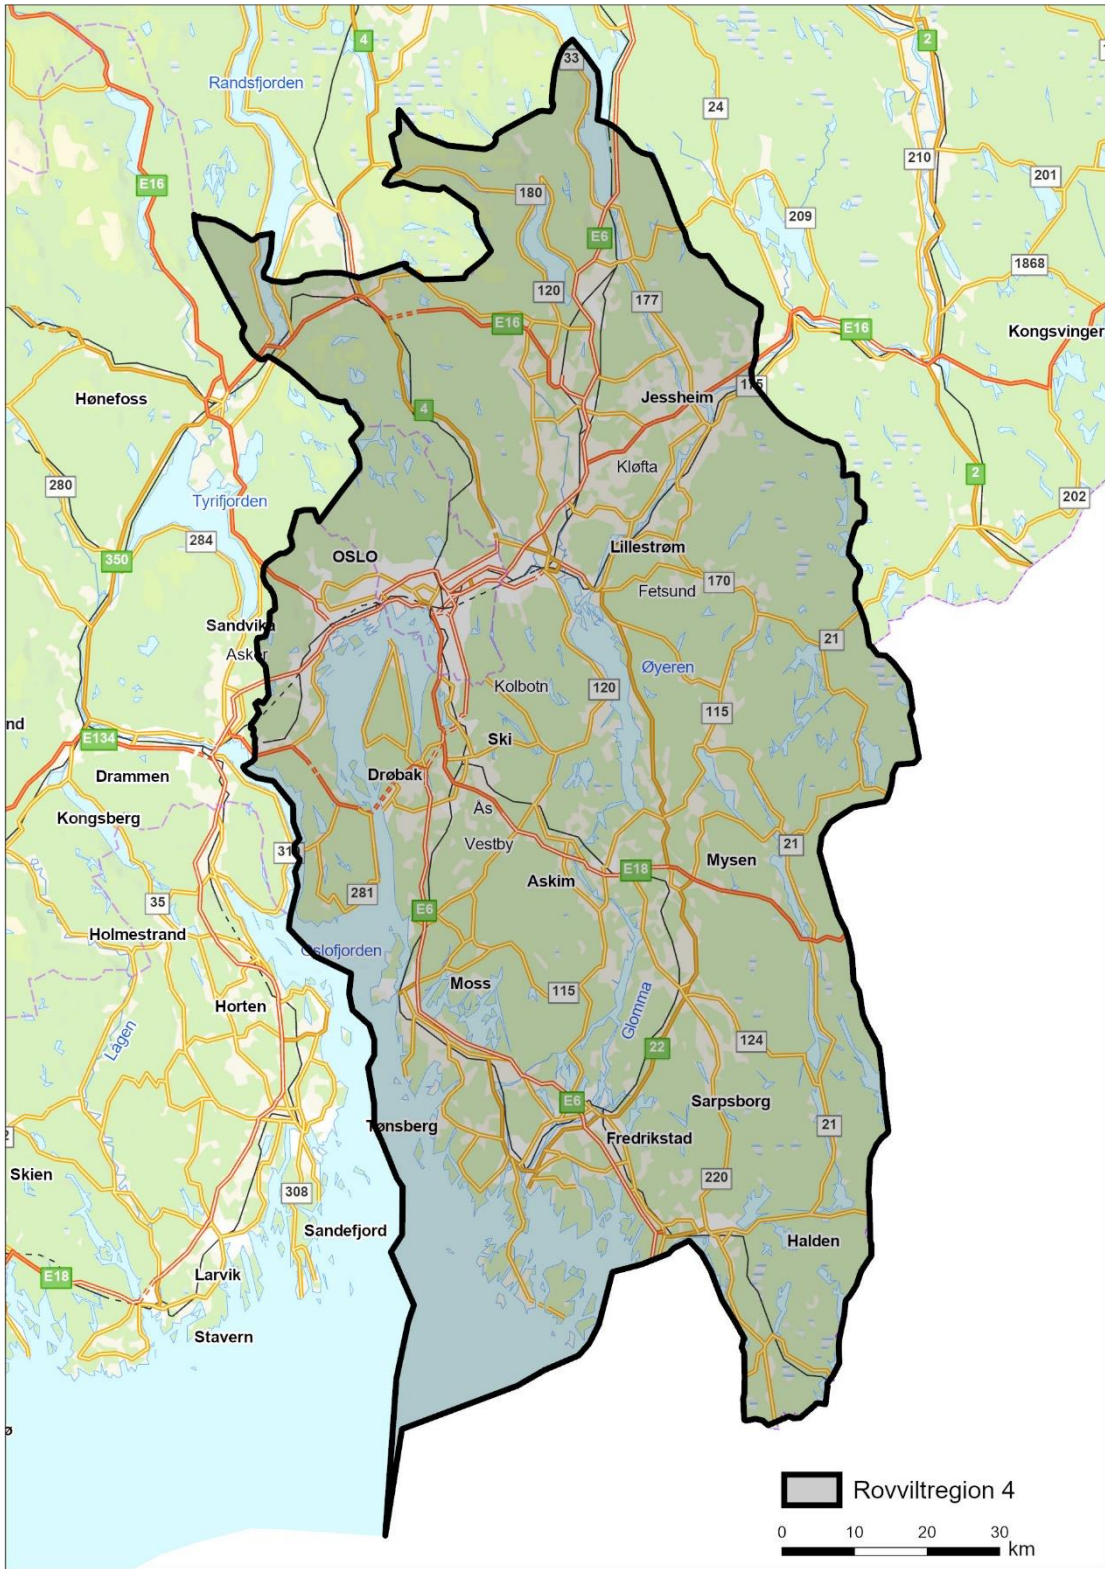 33
4
2
Randsfjorden
24
E16
180
210
201
209
E6
1868
120
177
E16
E16
Kongsvinger
175
Hønefoss
Jessheim
4
Kløfta
2
280
Tyrifjorden
202
284
OSLO
Lillestrøm
350
170
Fetsund
Sandvika
21
Asker
Øyeren
Kolbotn
120
115
nd
E134
Ski
Drammen
Drøbak
Kongsberg
Ås
Vestby
21
Mysen
E18
Askim
281
35
E6
Holmestrand
Oslofjorden
Moss
115
Horten
Glomma
Lågen
22
124
E6
Sarpsborg
Tønsberg
21
Fredrikstad
2
Skien
220
308
Sandefjord
Halden
E18
Larvik
Stavern
ø
Rovviltregion 4
0 10 20 30
km